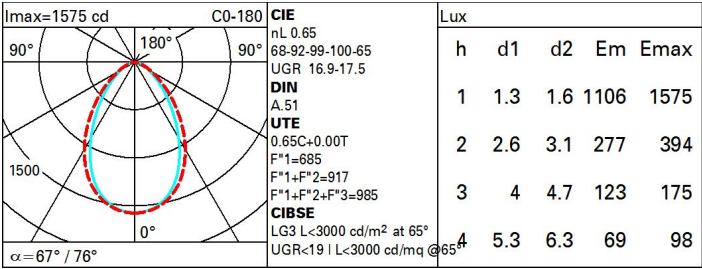 Imax=1575 cd C0-180
90° 180° 90°
1500
0°
α=67° / 76°
CIE
nL 0.65
68-92-99-100-65
UGR 16.9-17.5
DIN
A.51
UTE
0.65C+0.00T
F"1=685
F"1+F"2=917
F"1+F"2+F"3=985
CIBSE
LG3 L<3000 cd/m² at 65°
UGR<19 | L<3000 cd/mq @65°
Lux
h d1 d2 Em Emax
1 1.3 1.6 1106 1575
2 2.6 3.1 277 394
3 4 4.7 123 175
4 5.3 6.3 69 98